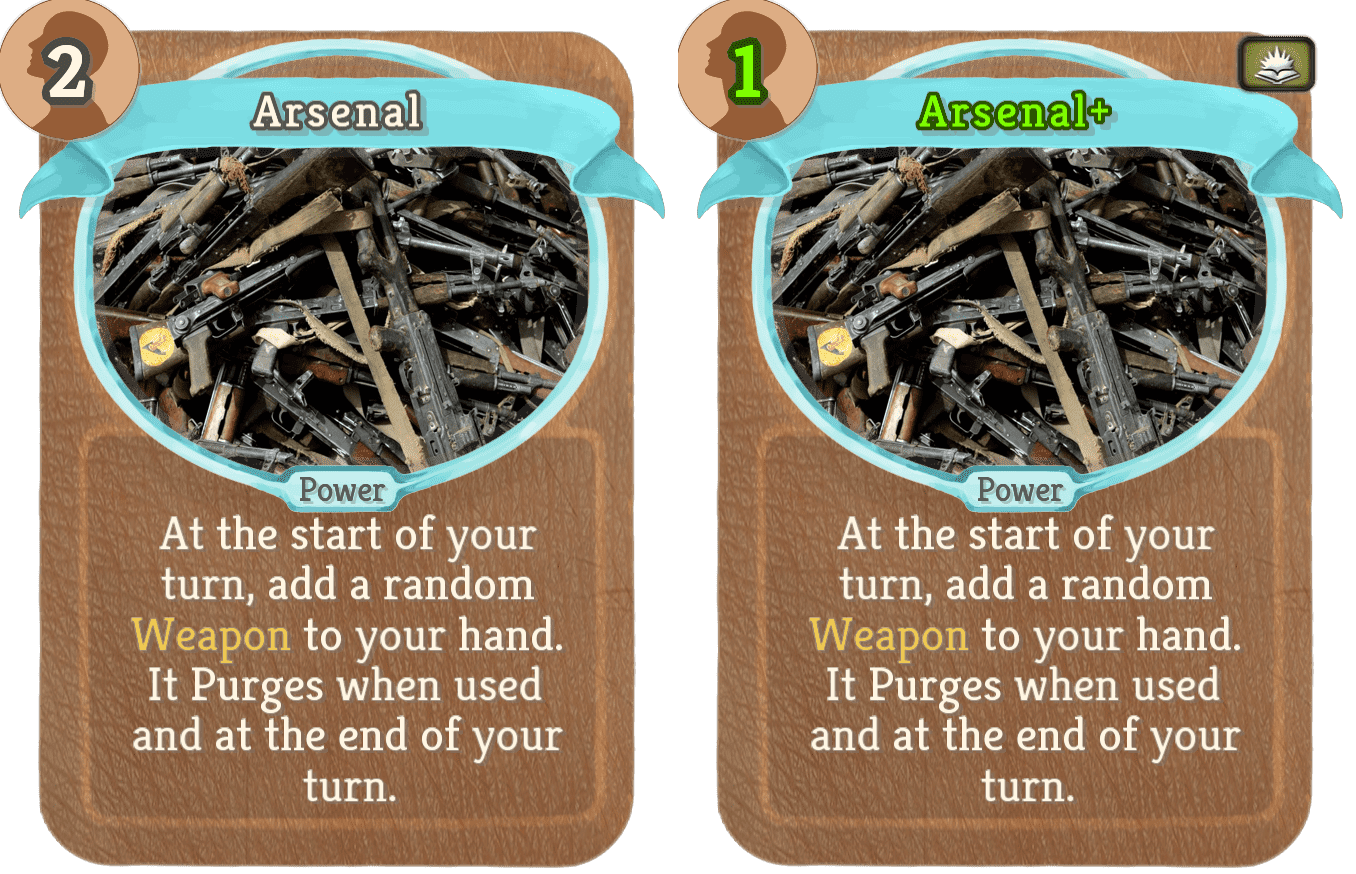 2
Arsenal
Power
At the start of your
turn, add a random
Weapon to your hand.
It Purges when used
and at the end of your
turn.
1
Arsenal+
Power
At the start of your
turn, add a random
Weapon to your hand.
It Purges when used
and at the end of your
turn.